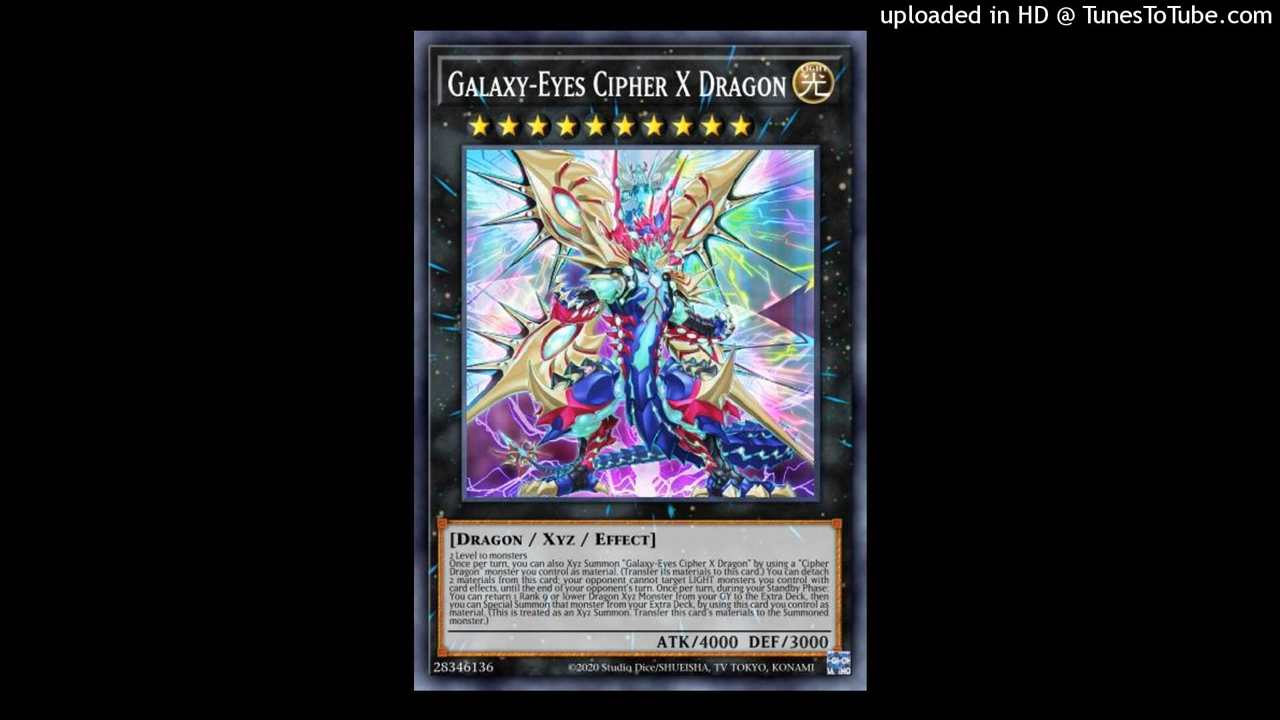 uploaded in HD @ TunesToTube.com
GALAXY-EYES CIPHER X DRAGON
LIGHT
光
[DRAGON / XYZ / EFFECT]
2 Level 10 monsters
Once per turn, you can also Xyz Summon "Galaxy-Eyes Cipher X Dragon" by using a "Cipher
Dragon" monster you control as material. (Transfer its materials to this card.) You can detach
2 materials from this card; your opponent cannot target LIGHT monsters you control with
card effects, until the end of your opponent's turn. Once per turn, during your Standby Phase:
You can return 1 Rank 9 or lower Dragon Xyz Monster from your GY to the Extra Deck, then
you can Special Summon that monster from your Extra Deck, by using this card you control as
material. (This is treated as an Xyz Summon. Transfer this card's materials to the Summoned
monster.)
ATK/4000 DEF/3000
28346136
©2020 Studio Dice/SHUEISHA, TV TOKYO, KONAMI